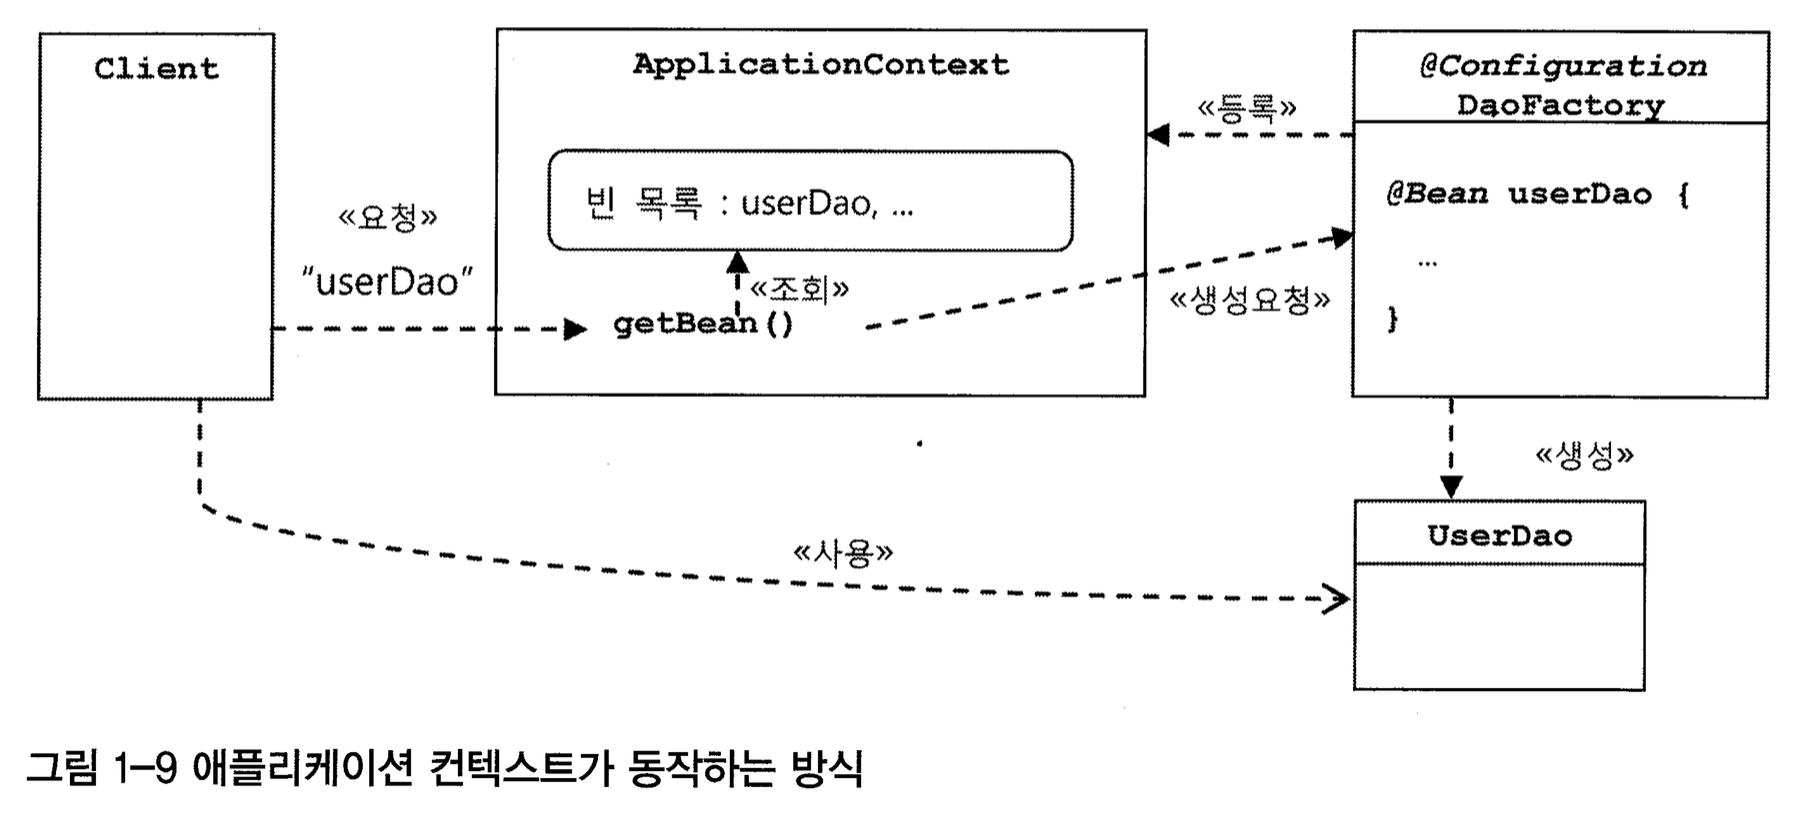 Client
ApplicationContext
@Configuration
DaoFactory
«등록»
빈 목록 : userDao, ...
@Bean userDao {
...
}
«요청»
"userDao"
«조회»
getBean()
«생성요청»
«생성»
UserDao
«사용»
그림 1-9 애플리케이션 컨텍스트가 동작하는 방식